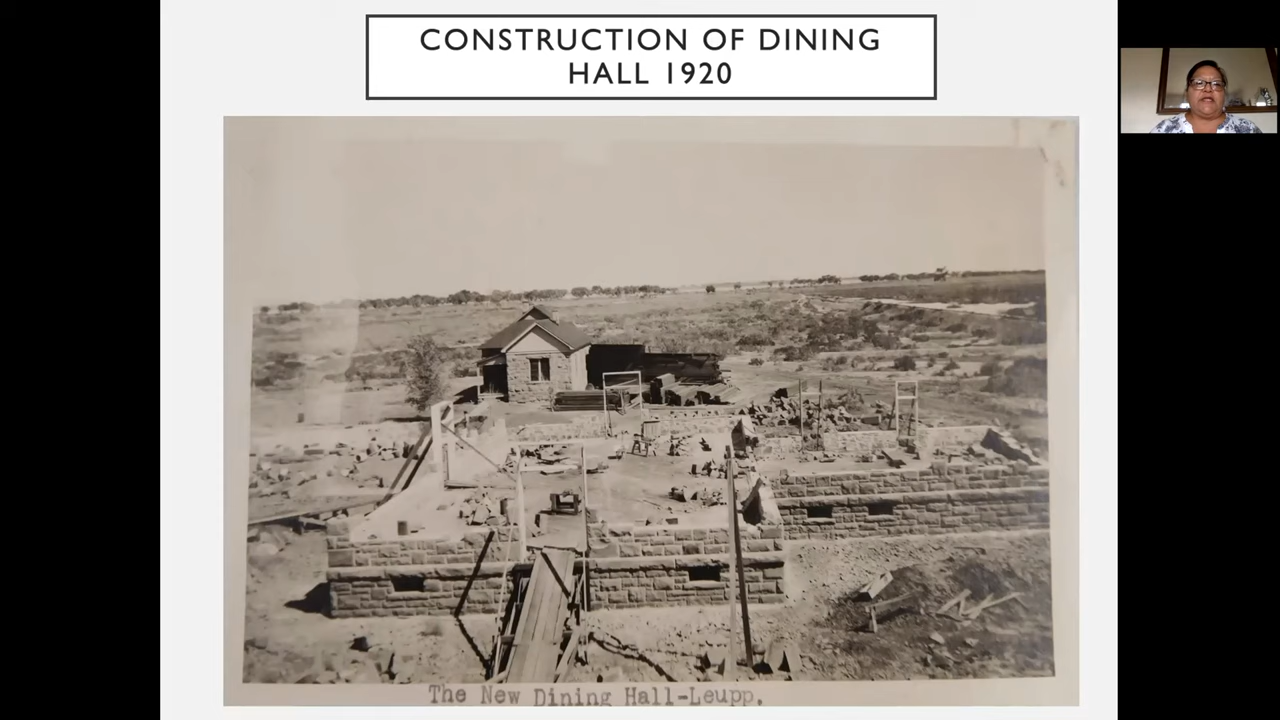 CONSTRUCTION OF DINING
HALL 1920
The New Dining Hall-Leupp.